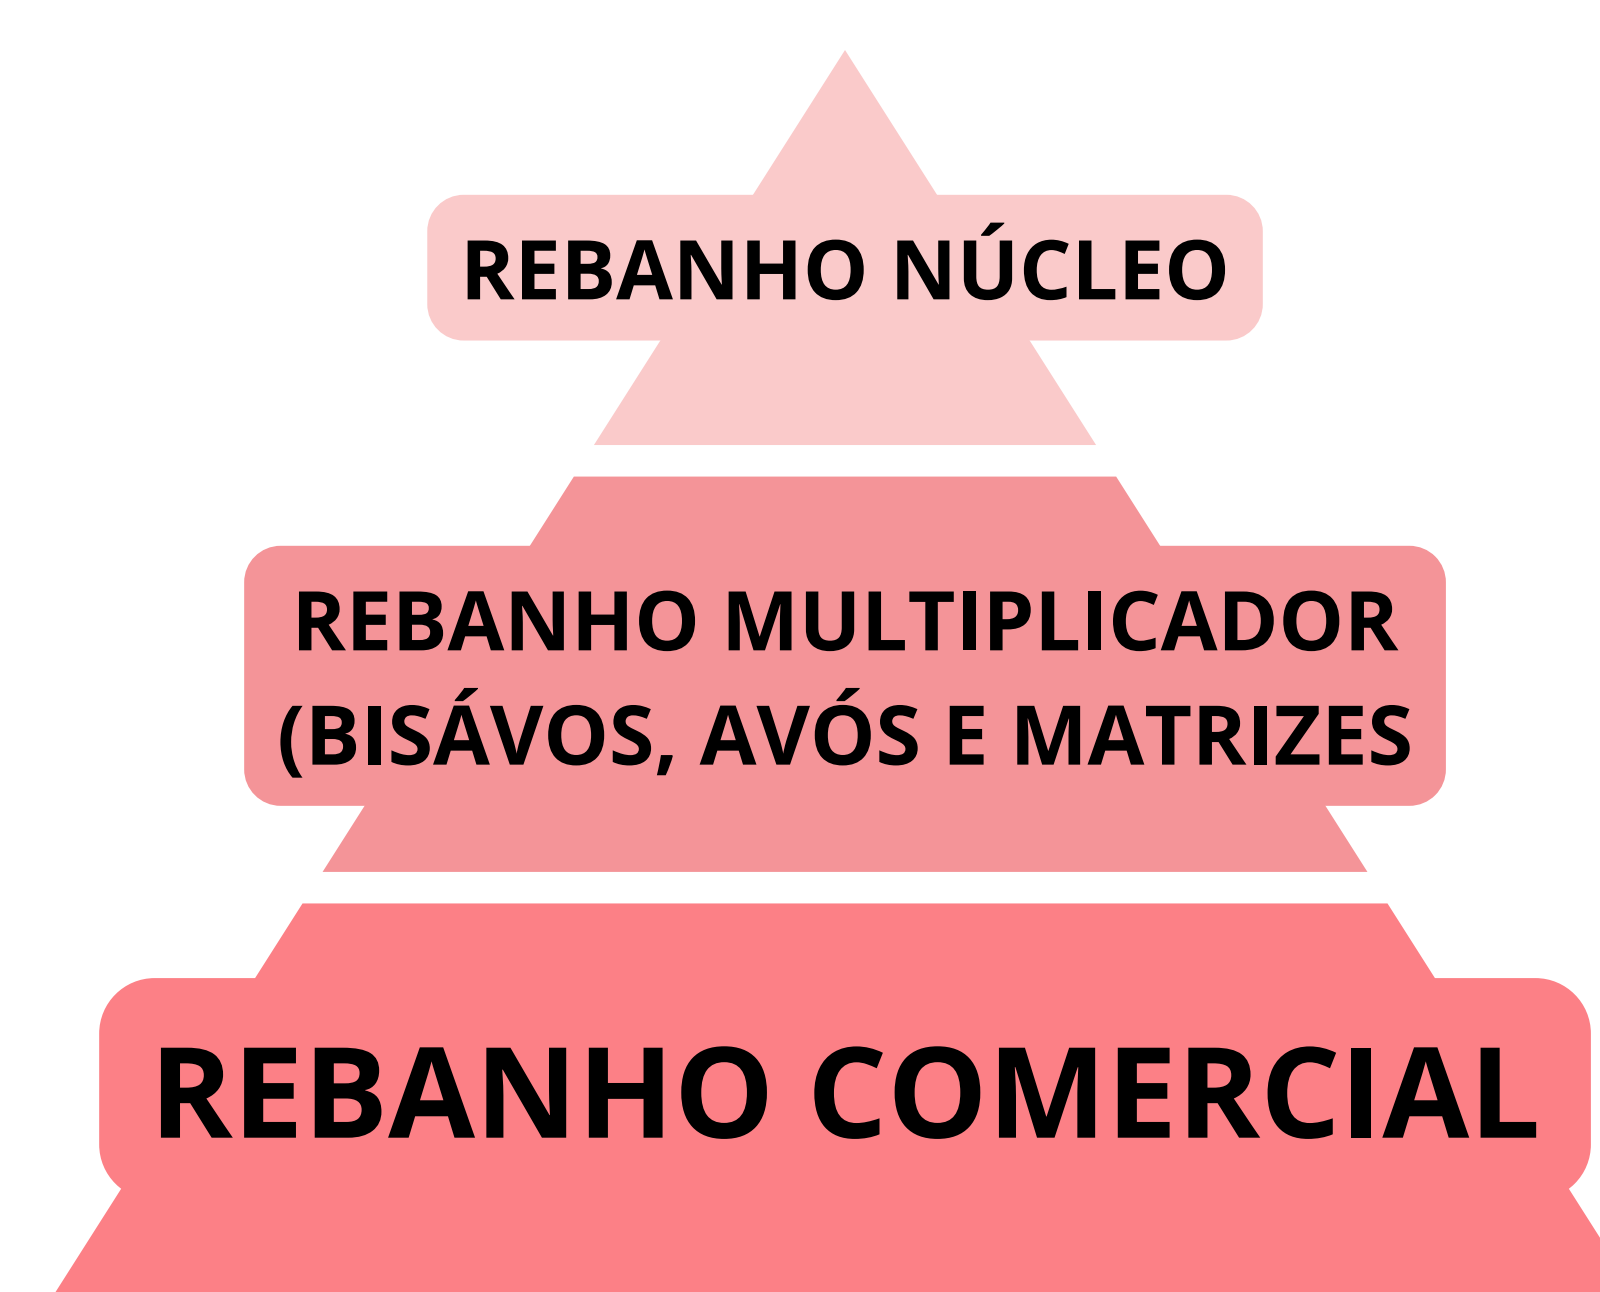 REBANHO NÚCLEO
REBANHO MULTIPLICADOR
(BISÁVOS, AVÓS E MATRIZES
REBANHO COMERCIAL